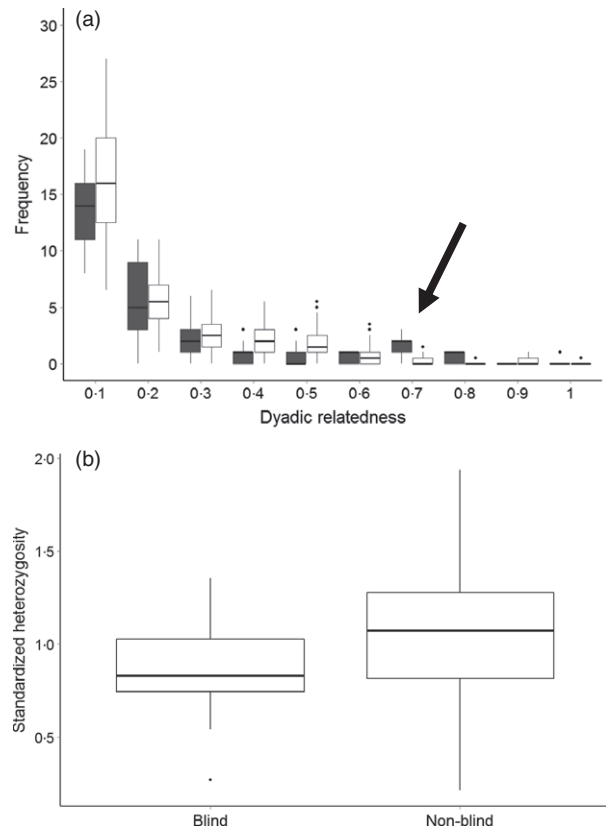 (a)
30
25
20
15
10
5
0
Frequency
0·1 0·2 0·3 0·4 0·5 0·6 0·7 0·8 0·9 1
Dyadic relatedness
(b)
2·0
1·5
1·0
0·5
Standardized heterozygosity
Blind Non-blind